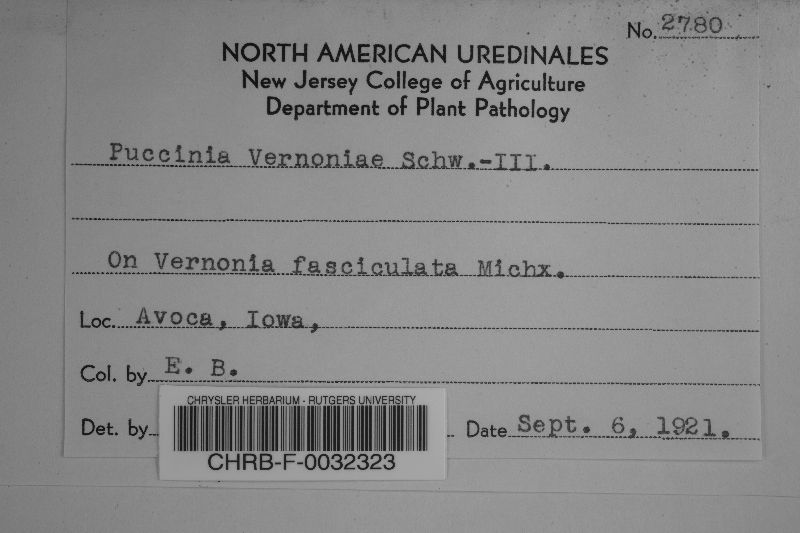 No. 2780
NORTH AMERICAN UREDINALES
New Jersey College of Agriculture
Department of Plant Pathology
Puccinia Vernoniae Schw.-III.
On Vernonia fasciculata Michx.
Loc. Avoca, Iowa,
Col. by E. B.
CHRYSLER HERBARIUM - RUTGERS UNIVERSITY
Det. by Date Sept. 6, 1921.
CHRB-F-0032323